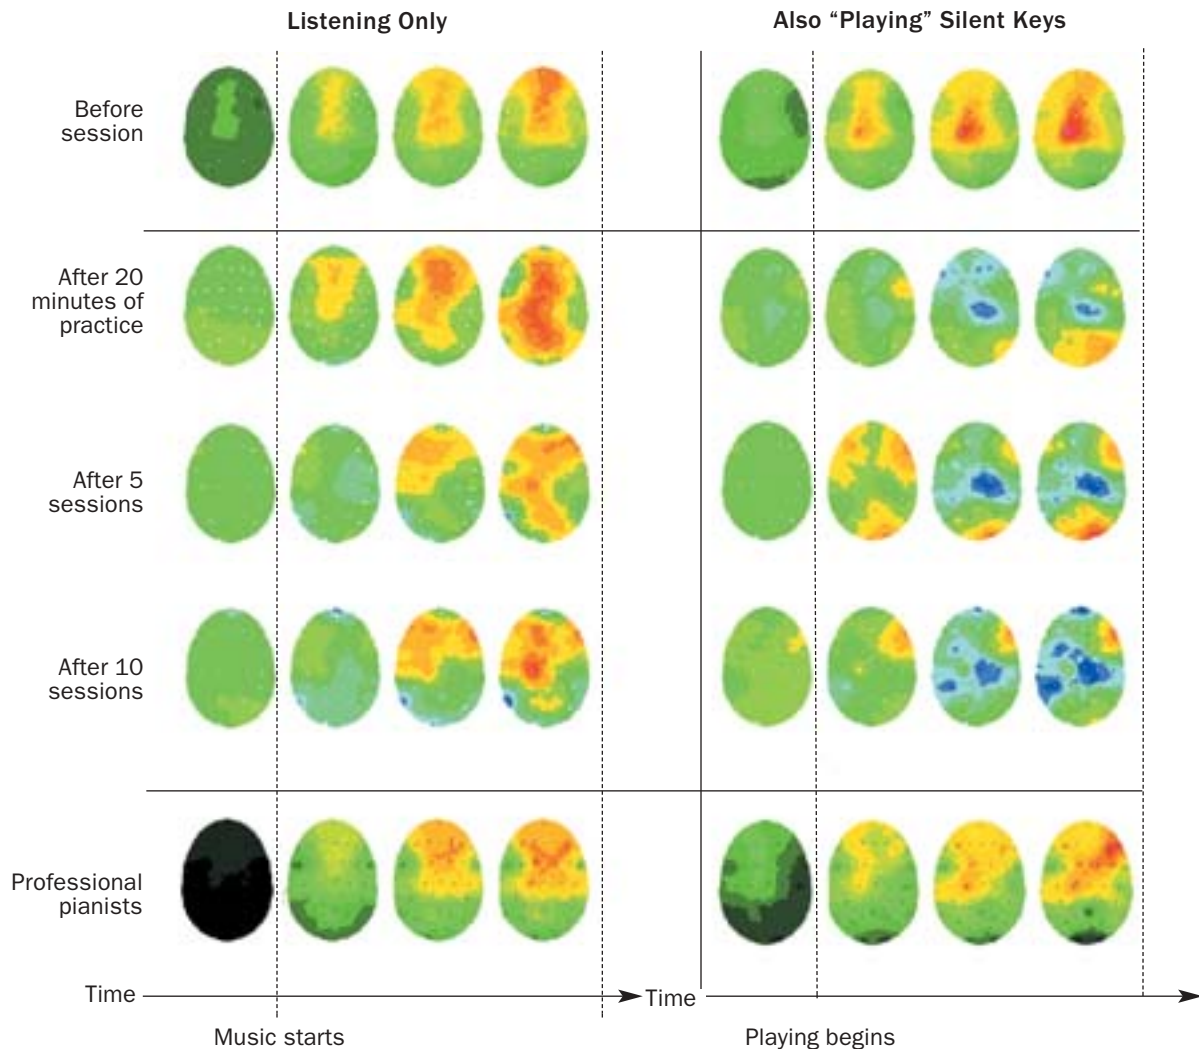 Listening Only
Also “Playing” Silent Keys
Before
session
After 20
minutes of
practice
After 5
sessions
After 10
sessions
Professional
pianists
Time
Time
Music starts
Playing begins